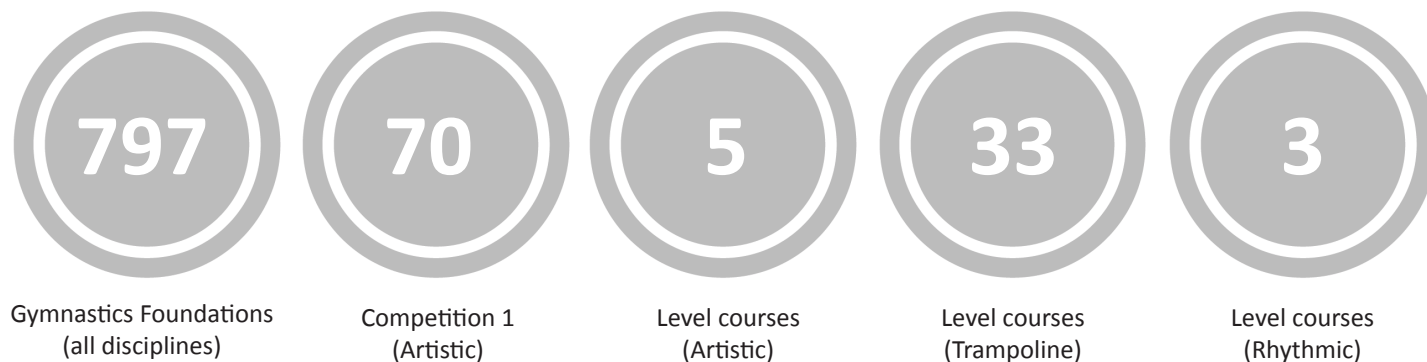 797
70
5
33
3
Gymnastics Foundations
(all disciplines)
Competition 1
(Artistic)
Level courses
(Artistic)
Level courses
(Trampoline)
Level courses
(Rhythmic)